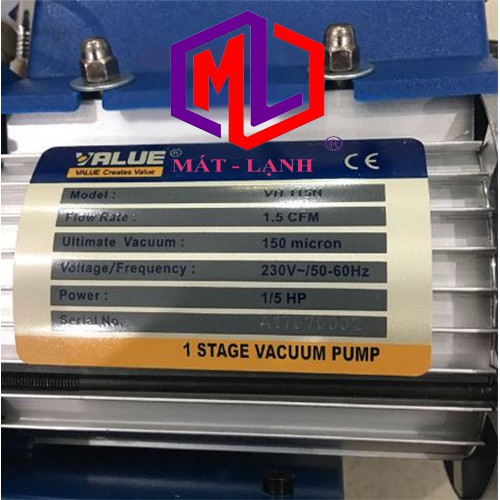 ML
®
VALUE®
VALUE Creates Value
MÁT - LẠNH
CE
Model :
Flow Rate : 1.5 CFM
Ultimate Vacuum : 150 micron
Voltage/Frequency : 230V~/50-60Hz
Power : 1/5 HP
Serial No.
1 STAGE VACUUM PUMP